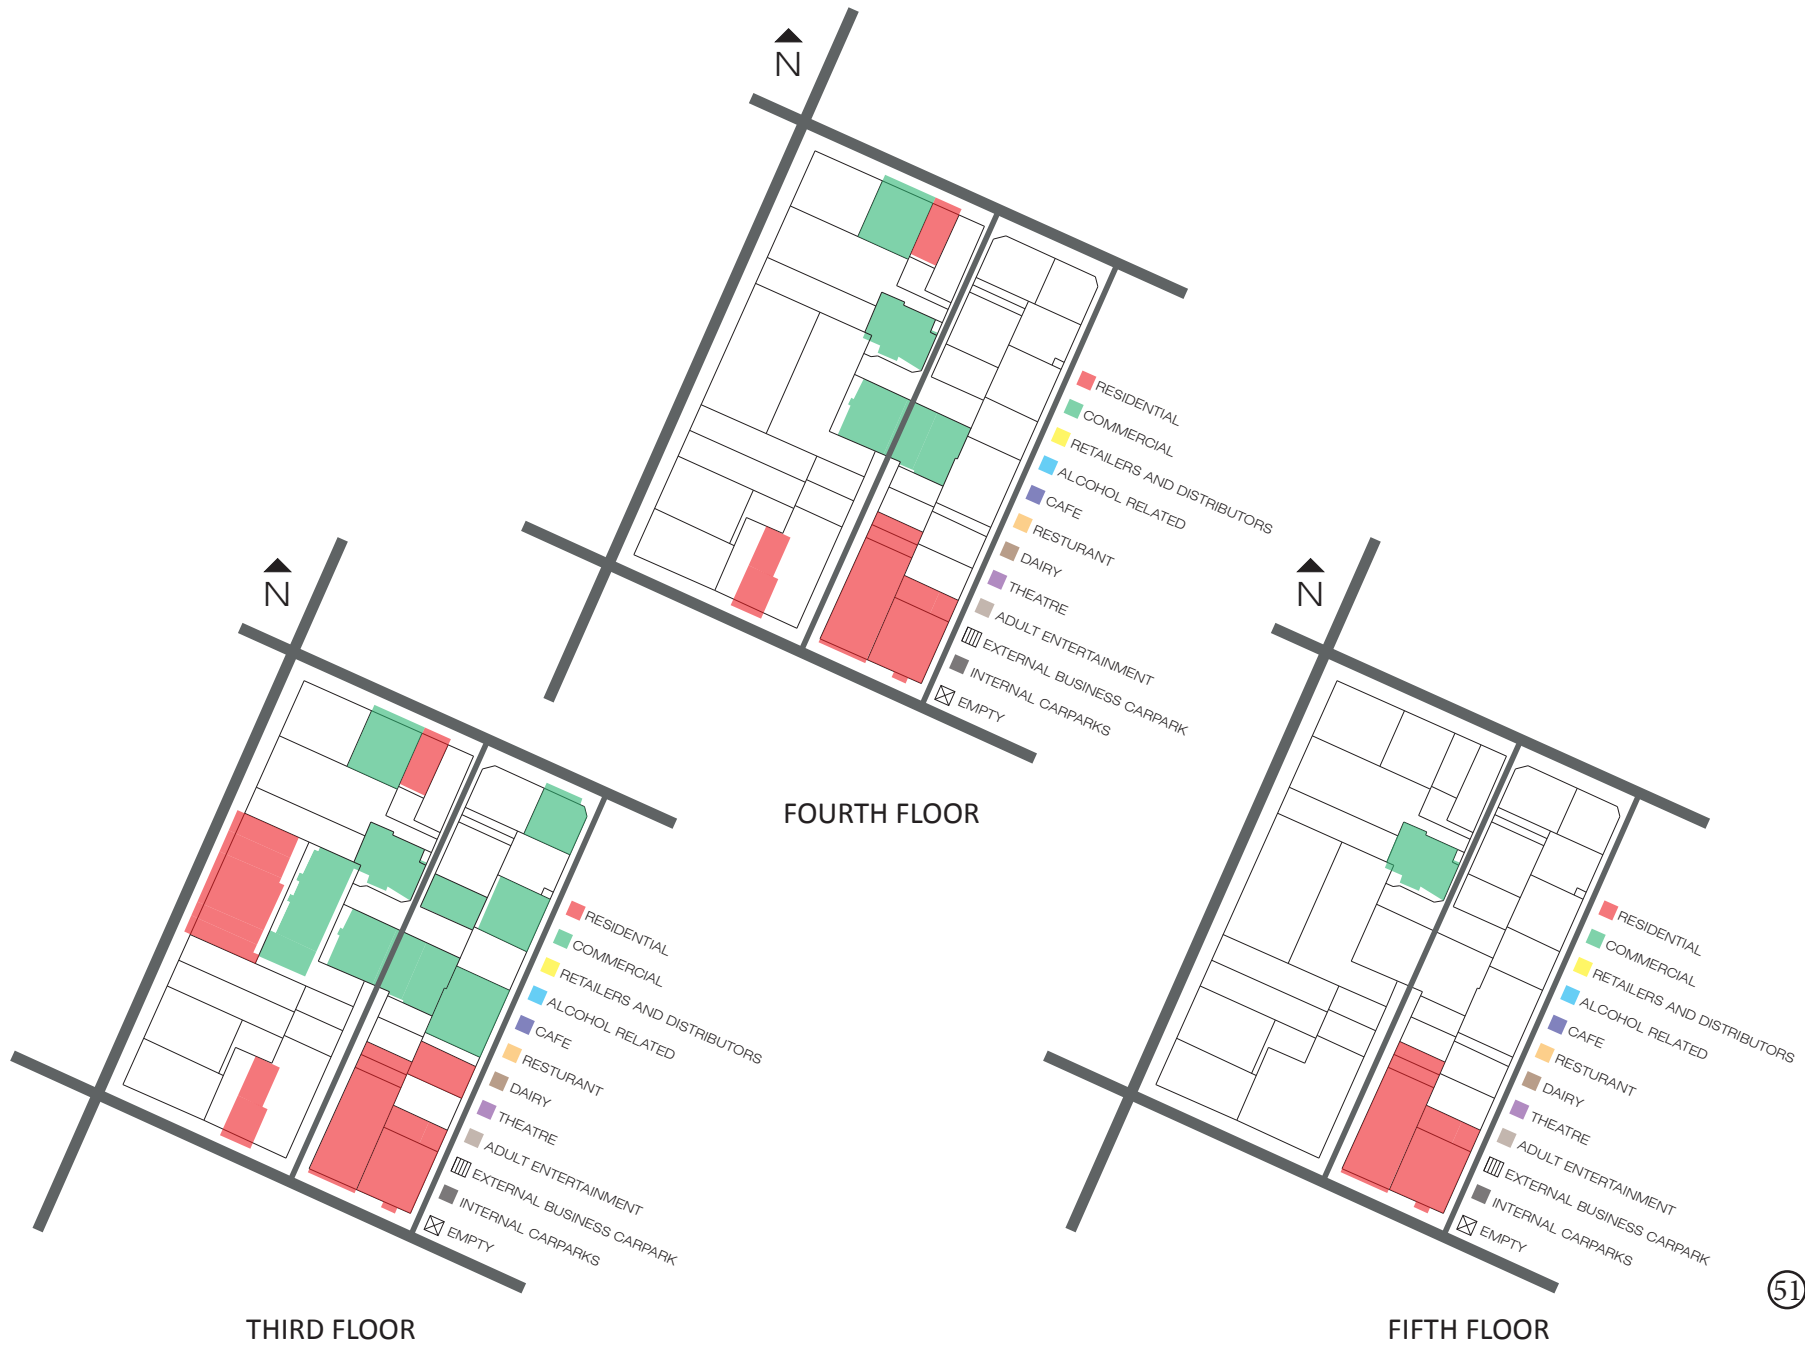 N
RESIDENTIAL
COMMERCIAL
RETAILERS AND DISTRIBUTORS
ALCOHOL RELATED
CAFE
RESTURANT
DAIRY
THEATRE
ADULT ENTERTAINMENT
EXTERNAL BUSINESS CARPARK
INTERNAL CARPARKS
EMPTY
FOURTH FLOOR
N
RESIDENTIAL
COMMERCIAL
RETAILERS AND DISTRIBUTORS
ALCOHOL RELATED
CAFE
RESTURANT
DAIRY
THEATRE
ADULT ENTERTAINMENT
EXTERNAL BUSINESS CARPARK
INTERNAL CARPARKS
EMPTY
THIRD FLOOR
N
RESIDENTIAL
COMMERCIAL
RETAILERS AND DISTRIBUTORS
ALCOHOL RELATED
CAFE
RESTURANT
DAIRY
THEATRE
ADULT ENTERTAINMENT
EXTERNAL BUSINESS CARPARK
INTERNAL CARPARKS
EMPTY
FIFTH FLOOR
51